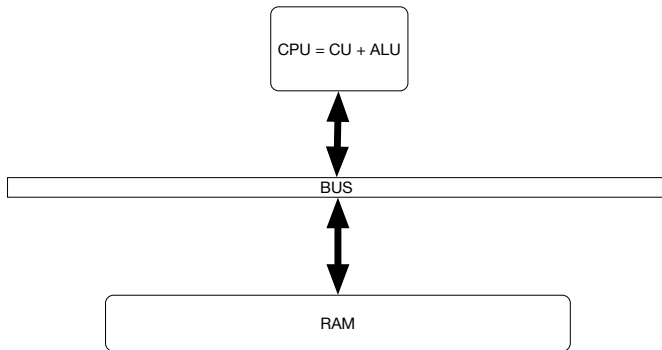 CPU = CU + ALU
BUS
RAM